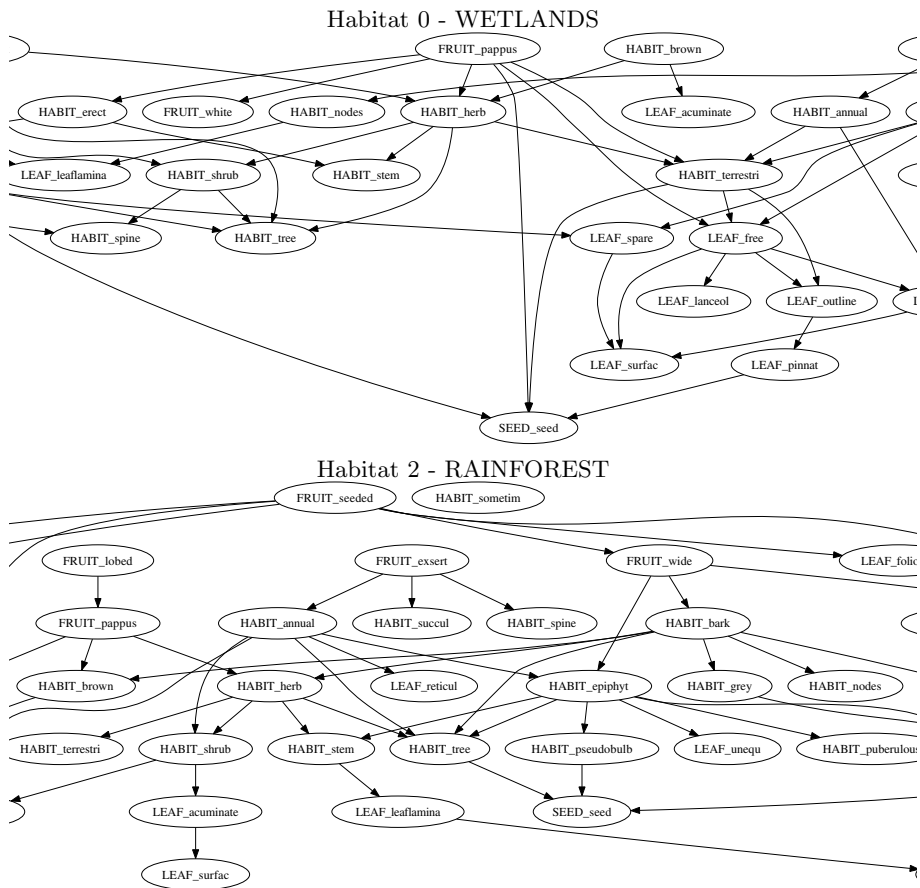 Habitat 0 - WETLANDS
FRUIT_pappus HABIT_brown
HABIT_erect FRUIT_white HABIT_nodes HABIT_herb LEAF_acuminate HABIT_annual
LEAF_leaflamina HABIT_shrub HABIT_stem HABIT_terrestri
HABIT_spine HABIT_tree LEAF_spare LEAF_free
LEAF_lanceol LEAF_outline
LEAF_surfac LEAF_pinnat
SEED_seed
Habitat 2 - RAINFOREST
FRUIT_seeded HABIT_sometim
FRUIT_lobed FRUIT_exsert FRUIT_wide LEAF_folio
FRUIT_pappus HABIT_annual HABIT_succul HABIT_spine HABIT_bark
HABIT_brown HABIT_herb LEAF_reticul HABIT_epiphyt HABIT_grey HABIT_nodes
HABIT_terrestri HABIT_shrub HABIT_stem HABIT_tree HABIT_pseudobulb LEAF_unequ HABIT_puberulous
LEAF_acuminate LEAF_leaflamina SEED_seed
LEAF_surfac